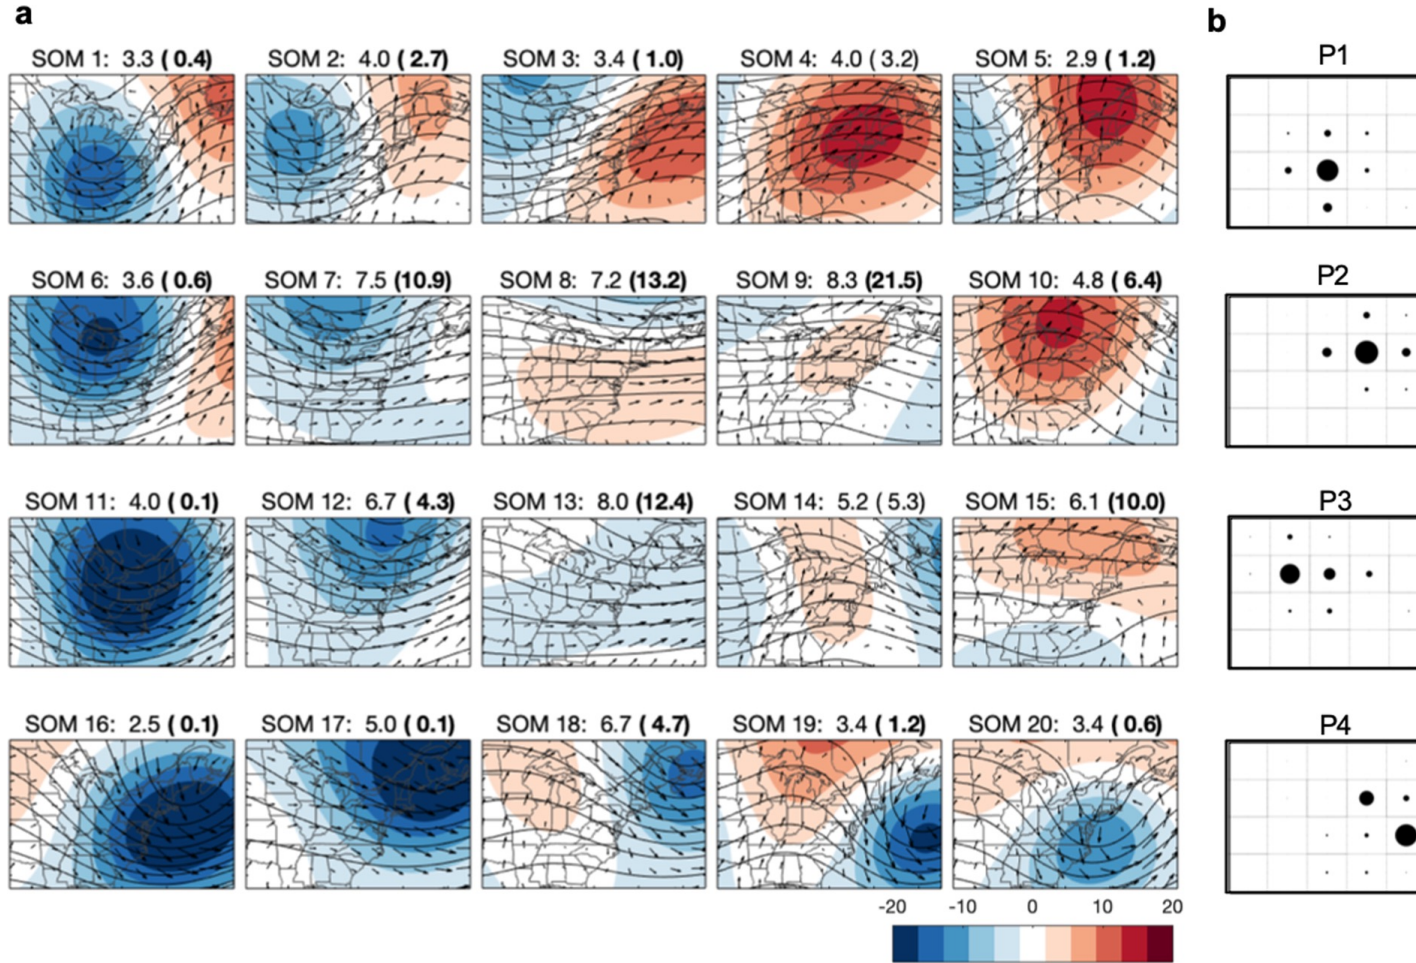 a
b
SOM 1: 3.3 ( 0.4)
SOM 2: 4.0 ( 2.7)
SOM 3: 3.4 ( 1.0)
SOM 4: 4.0 ( 3.2)
SOM 5: 2.9 ( 1.2)
P1
SOM 6: 3.6 ( 0.6)
SOM 7: 7.5 (10.9)
SOM 8: 7.2 (13.2)
SOM 9: 8.3 (21.5)
SOM 10: 4.8 ( 6.4)
P2
SOM 11: 4.0 ( 0.1)
SOM 12: 6.7 ( 4.3)
SOM 13: 8.0 (12.4)
SOM 14: 5.2 ( 5.3)
SOM 15: 6.1 (10.0)
P3
SOM 16: 2.5 ( 0.1)
SOM 17: 5.0 ( 0.1)
SOM 18: 6.7 ( 4.7)
SOM 19: 3.4 ( 1.2)
SOM 20: 3.4 ( 0.6)
P4
-20 -10 0 10 20